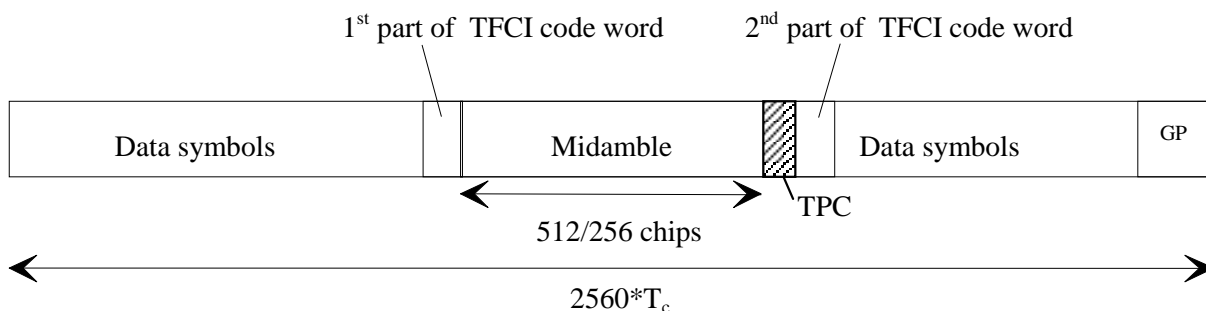 1st part of TFCI code word
2nd part of TFCI code word
Data symbols
Midamble
Data symbols
GP
TPC
512/256 chips
2560*Tc